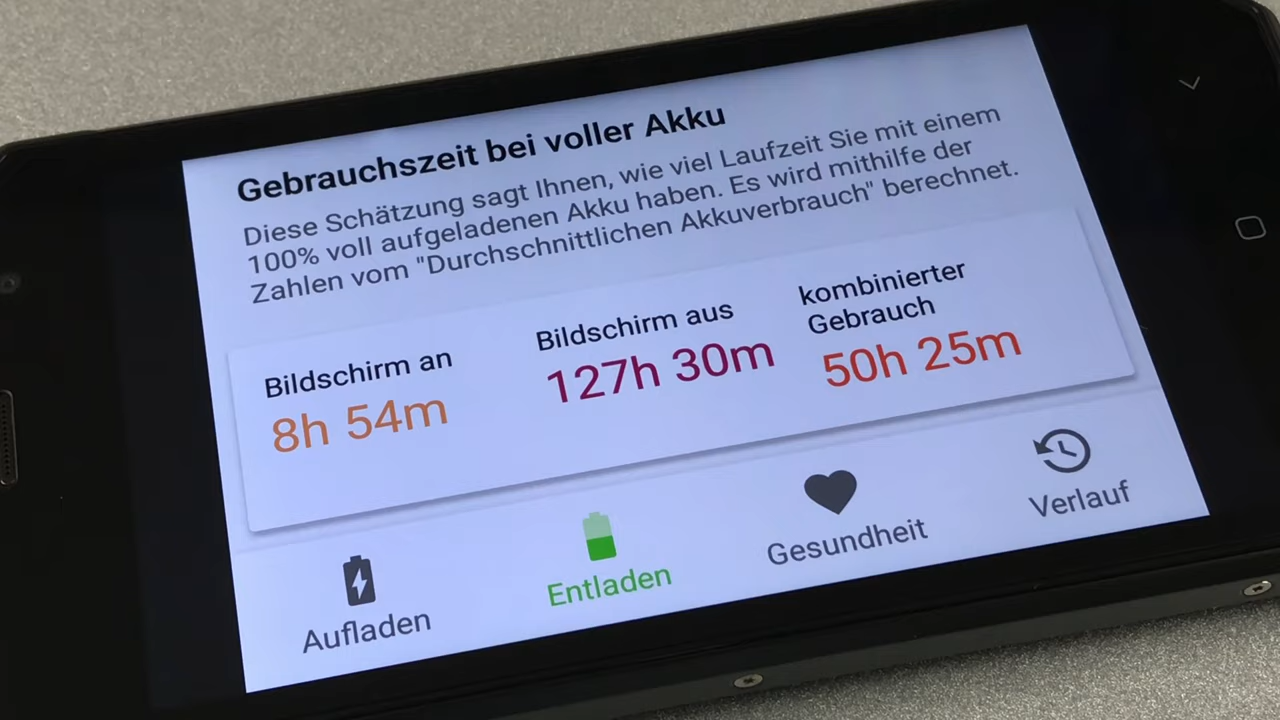 Gebrauchszeit bei voller Akku
Diese Schätzung sagt Ihnen, wie viel Laufzeit Sie mit einem
100% voll aufgeladenen Akku haben. Es wird mithilfe der
Zahlen vom "Durchschnittlichen Akkuverbrauch" berechnet.
Bildschirm an
8h 54m
Bildschirm aus
127h 30m
kombinierter
Gebrauch
50h 25m
Aufladen
Entladen
Gesundheit
Verlauf